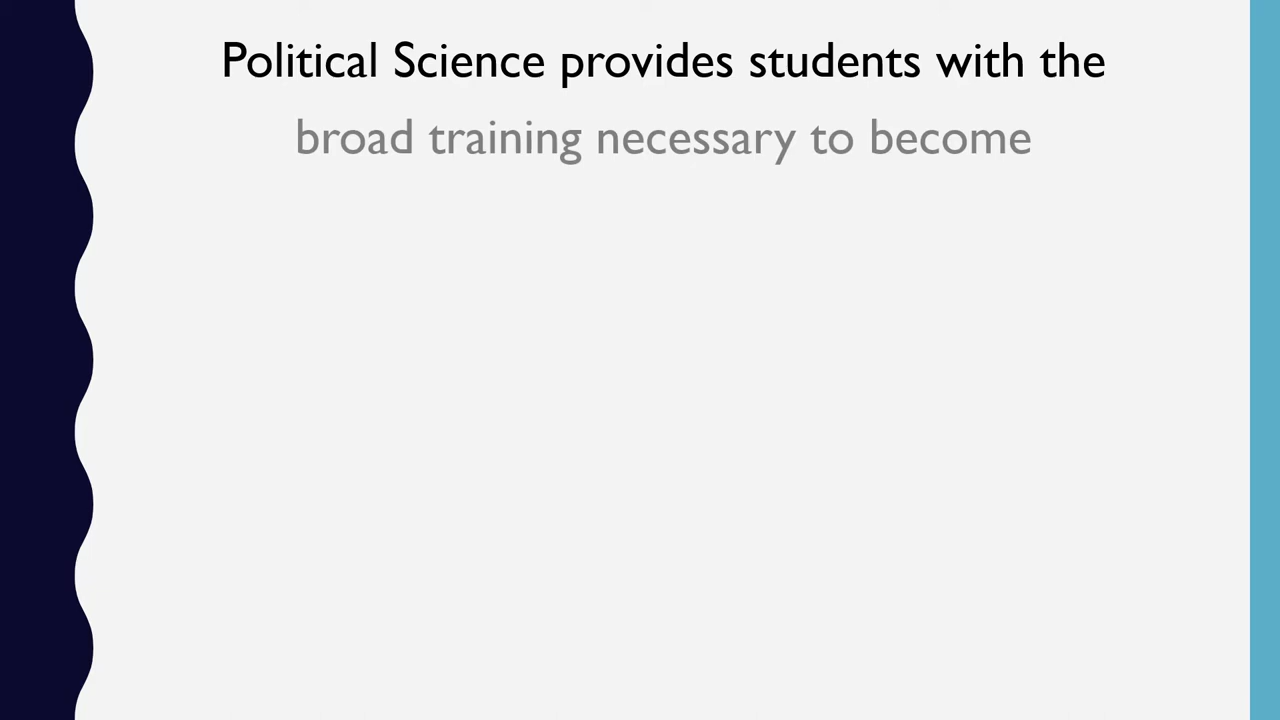 Political Science provides students with the
broad training necessary to become